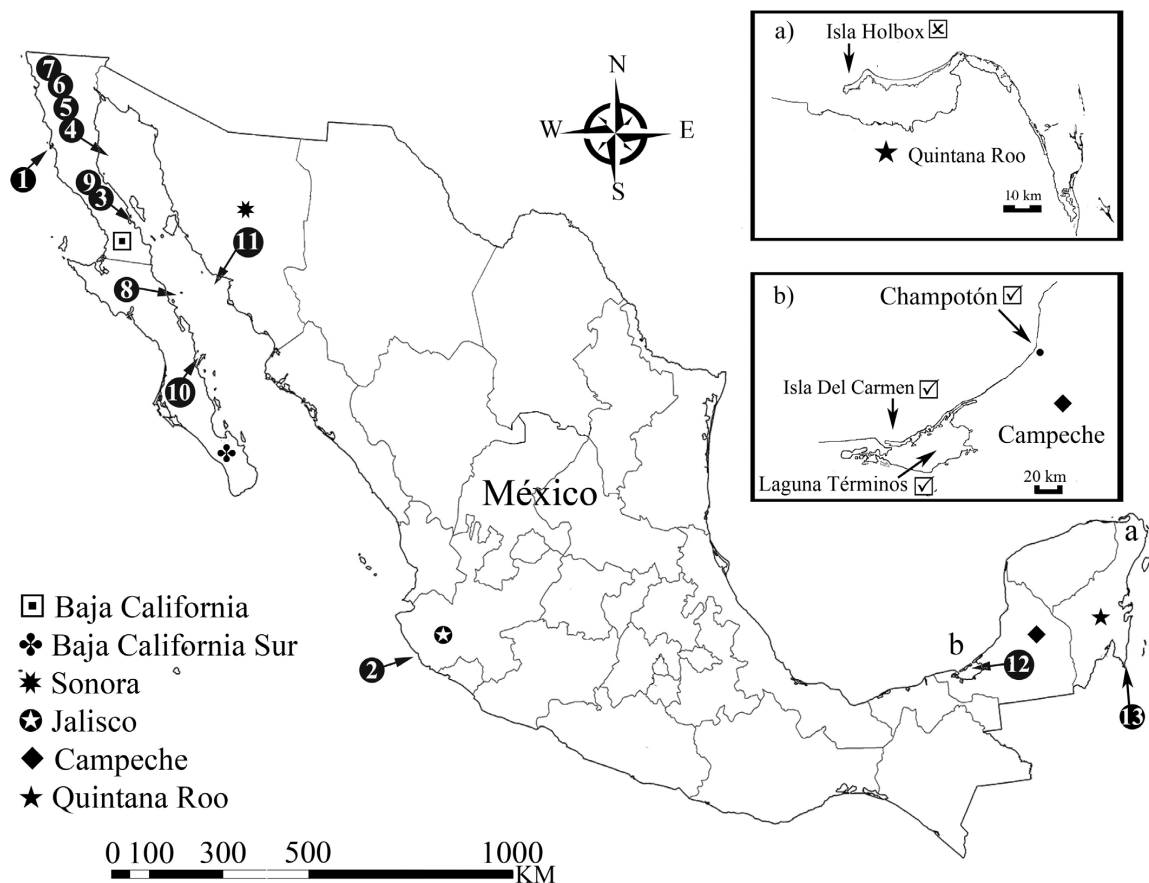 a)
Isla Holbox
Quintana Roo
10 km
N
W E
S
7
6
5
4
1
9
3
11
8
10
b)
Champotón
Isla Del Carmen
Campeche
Laguna Términos
20 km
México
a
b
2
12
13
Baja California
Baja California Sur
Sonora
Jalisco
Campeche
Quintana Roo
0 100 300 500 1000
KM